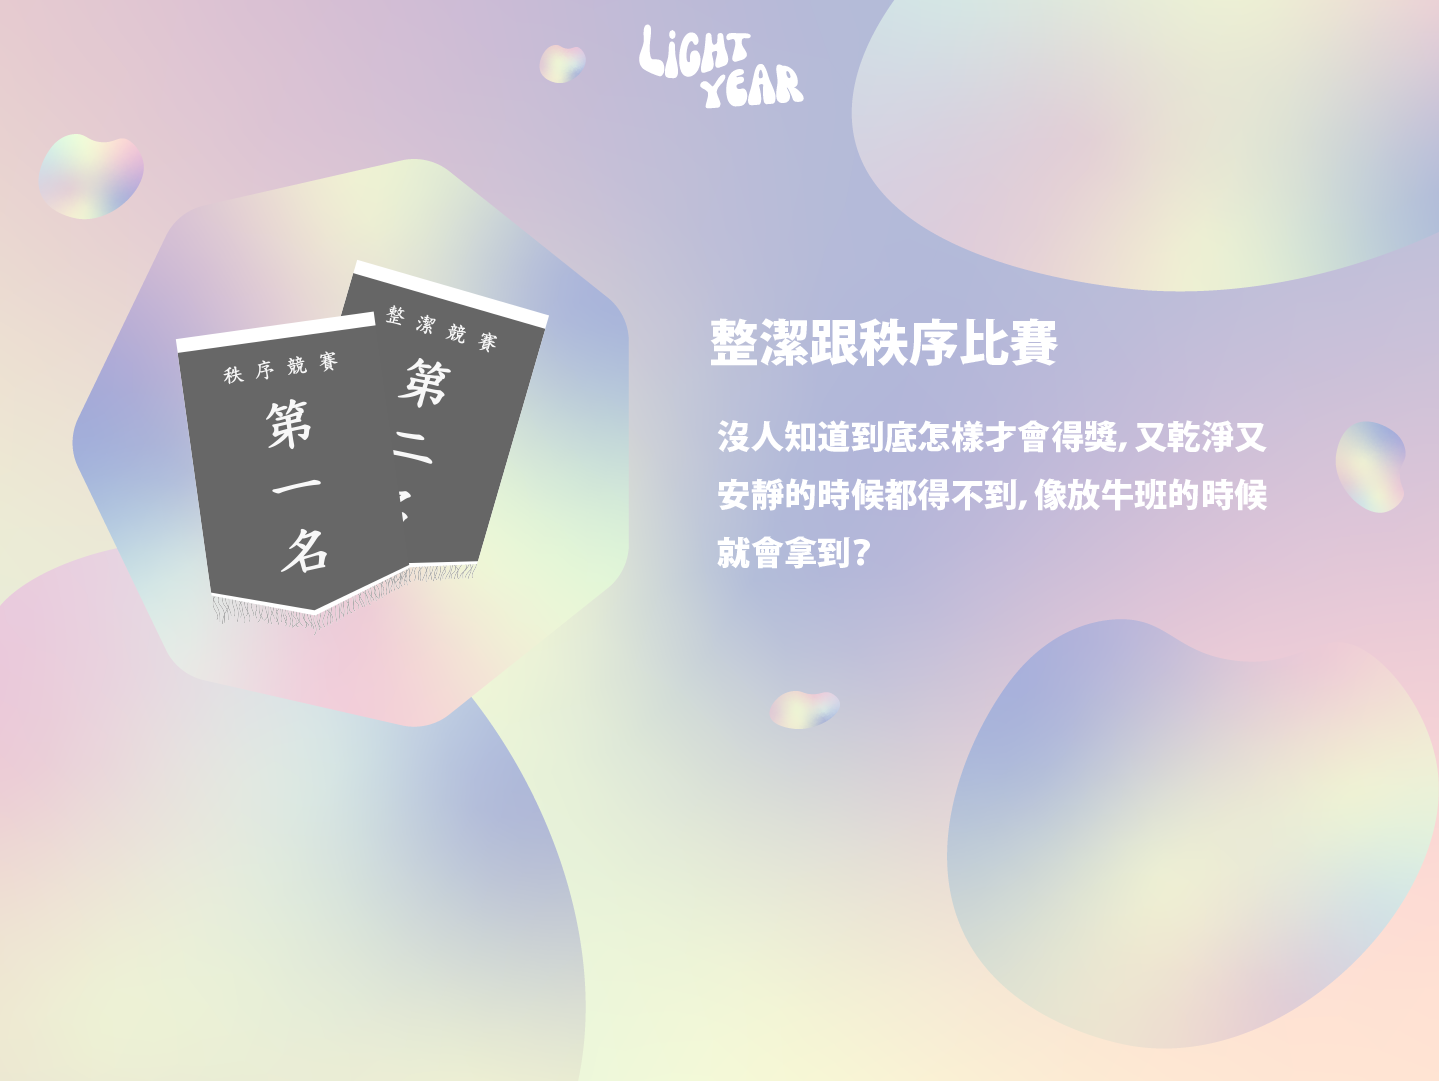 LiGHT
YEAR
整潔競賽
第二
秩序競賽
第一名
整潔跟秩序比賽
沒人知道到底怎樣才會得獎, 又乾淨又
安靜的時候都得不到, 像放牛班的時候
就會拿到?